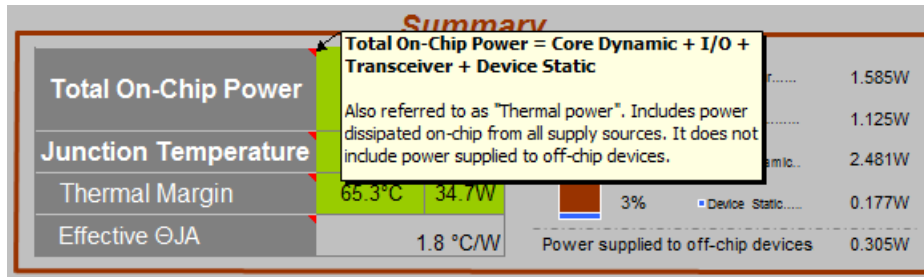 Summary
Total On-Chip Power = Core Dynamic + I/O +
Transceiver + Device Static
Also referred to as "Thermal power". Includes power
dissipated on-chip from all supply sources. It does not
include power supplied to off-chip devices.
Total On-Chip Power
Junction Temperature
Thermal Margin 65.3°C 34.7W
Effective ΘJA 1.8 °C/W
r...... 1.585W
......... 1.125W
amic.. 2.481W
3% Device Static..... 0.177W
Power supplied to off-chip devices 0.305W